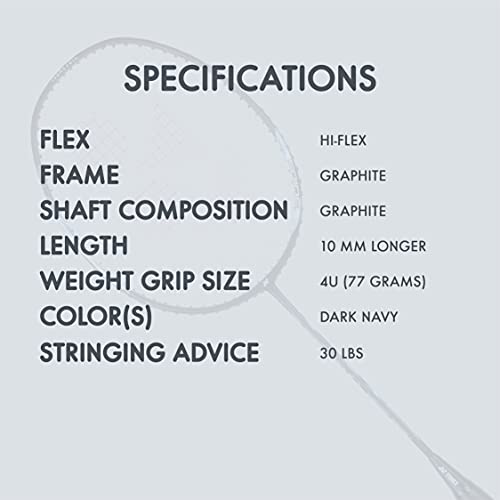 SPECIFICATIONS
FLEX HI-FLEX
FRAME GRAPHITE
SHAFT COMPOSITION GRAPHITE
LENGTH 10 MM LONGER
WEIGHT GRIP SIZE 4U (77 GRAMS)
COLOR(S) DARK NAVY
STRINGING ADVICE 30 LBS